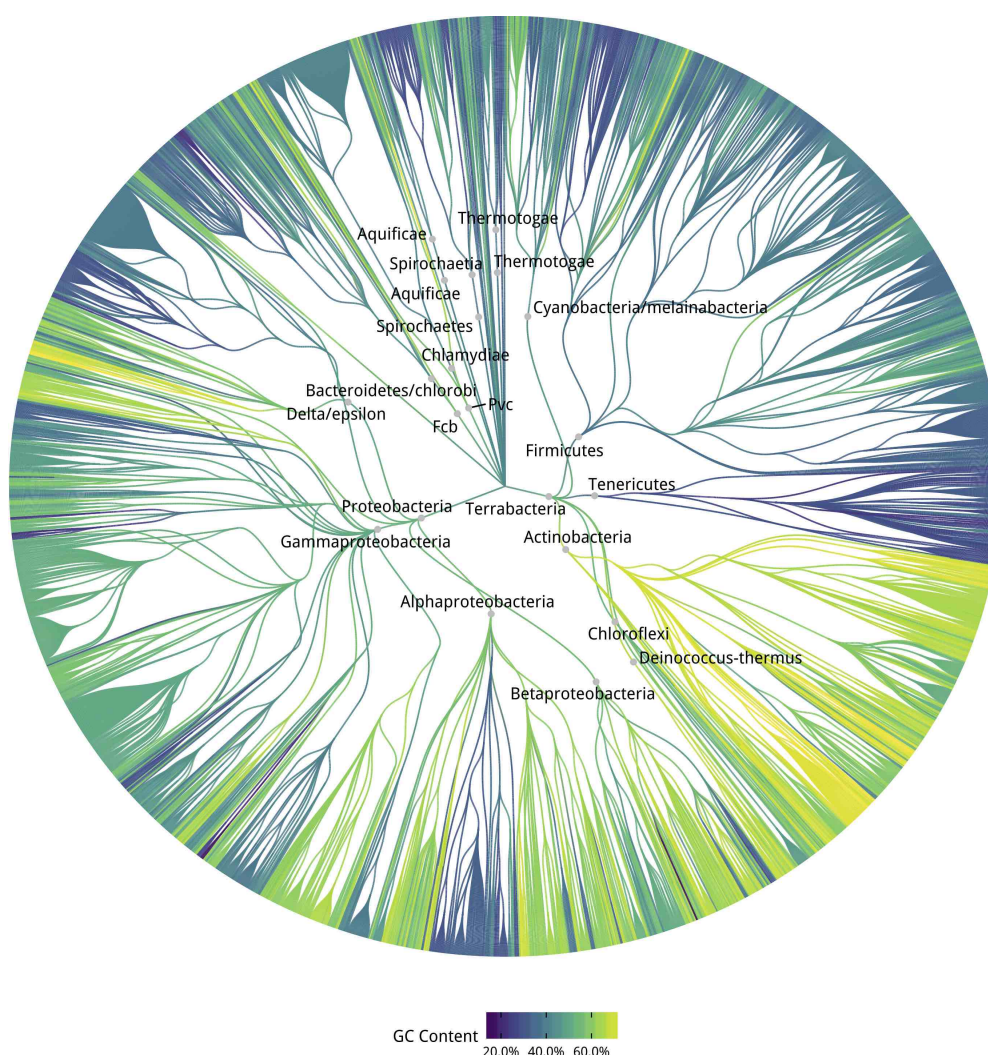 Thermotogae
Aquificae
Spirochaetia
Thermotogae
Aquificae
Cyanobacteria/melainabacteria
Spirochaetes
Chlamydiae
Bacteroidetes/chlorobi
Pvc
Delta/epsilon
Fcb
Firmicutes
Tenericutes
Proteobacteria
Terrabacteria
Gammaproteobacteria
Actinobacteria
Alphaproteobacteria
Chloroflexi
Deinococcus-thermus
Betaproteobacteria
GC Content
20.0% 40.0% 60.0%